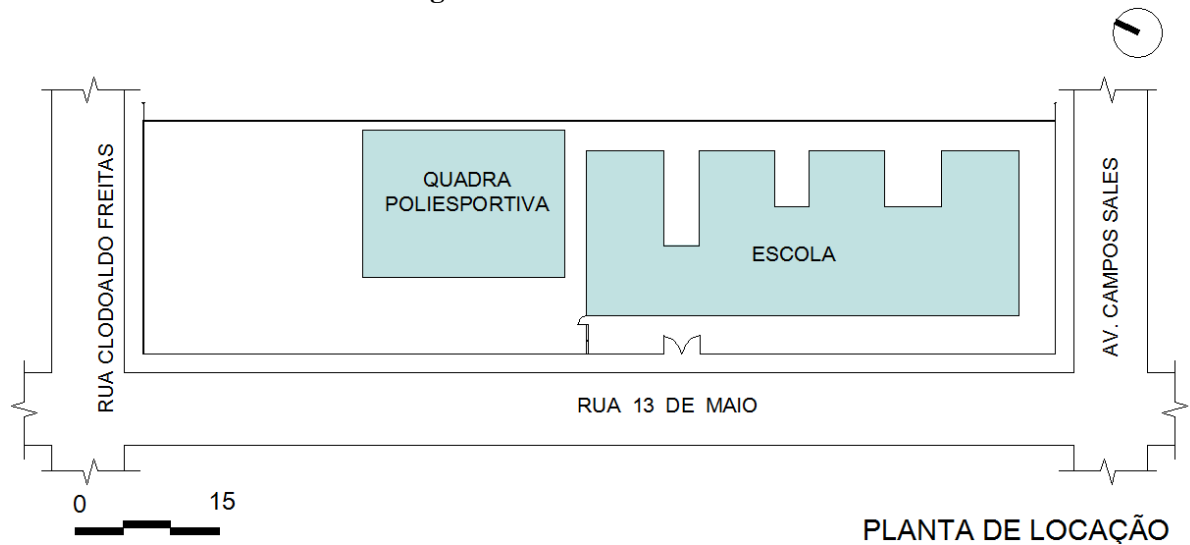 QUADRA
POLIESPORTIVA
ESCOLA
RUA CLODOALDO FREITAS
AV. CAMPOS SALES
RUA 13 DE MAIO
0 15
PLANTA DE LOCAÇÃO